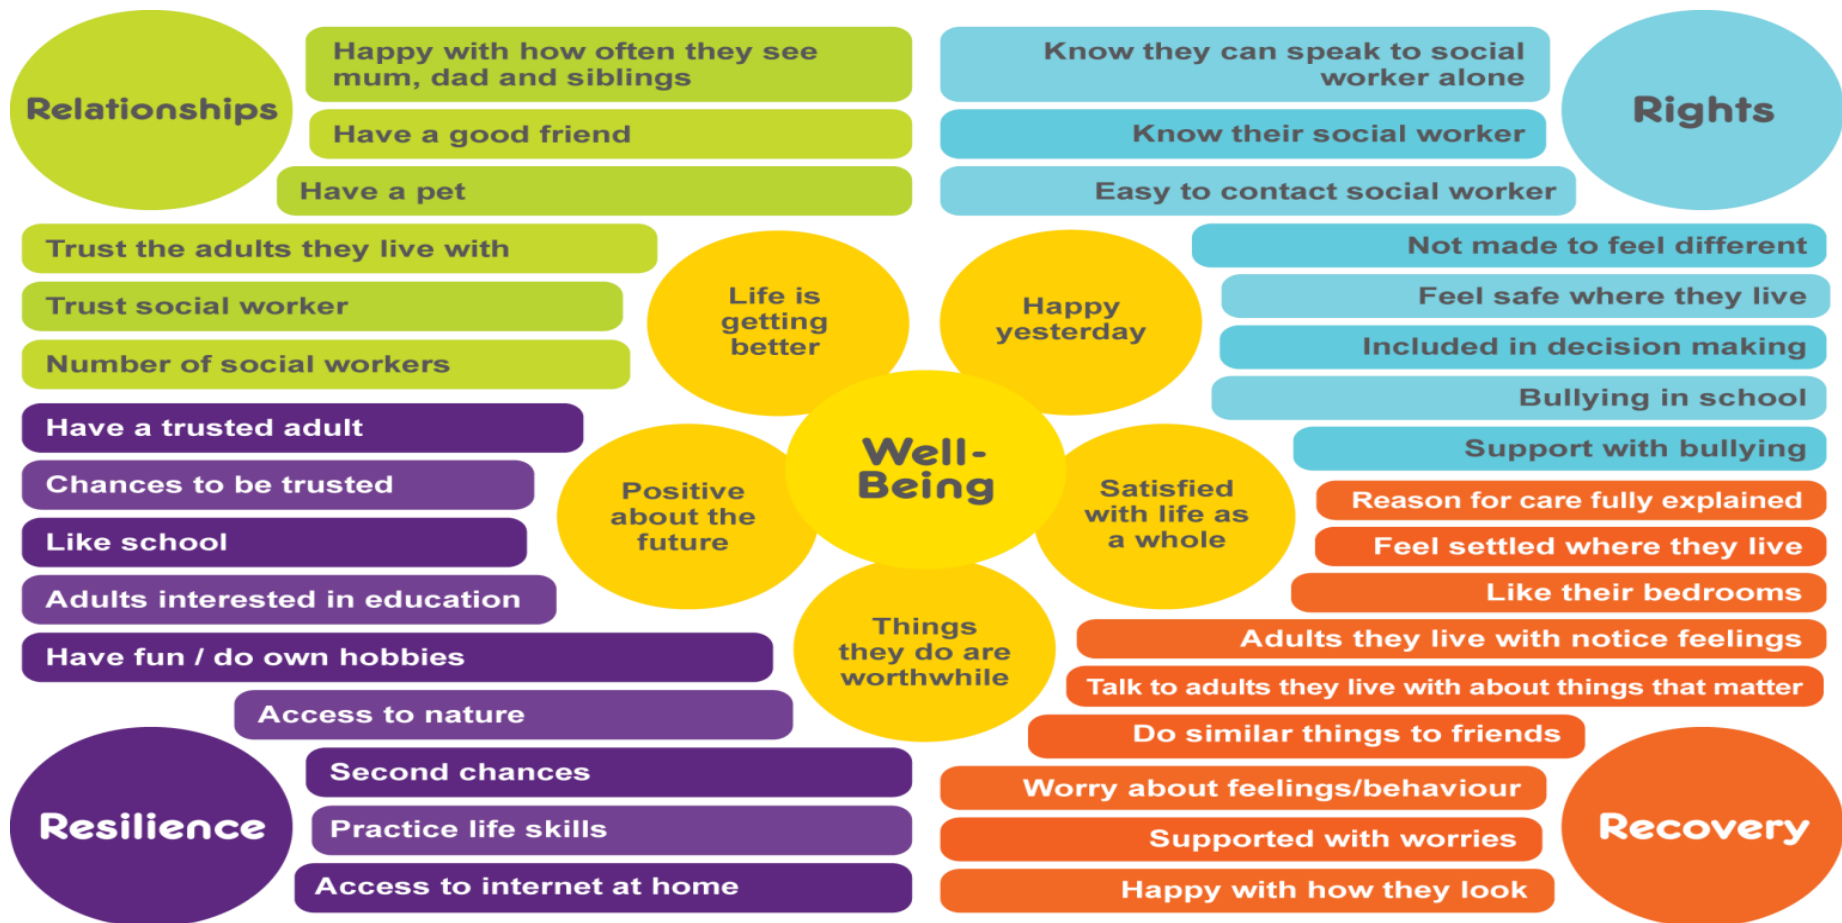 Relationships
Happy with how often they see
mum, dad and siblings
Have a good friend
Have a pet
Trust the adults they live with
Trust social worker
Number of social workers
Rights
Know they can speak to social
worker alone
Know their social worker
Easy to contact social worker
Not made to feel different
Feel safe where they live
Included in decision making
Bullying in school
Support with bullying
Life is
getting
better
Happy
yesterday
Well-
Being
Positive
about the
future
Satisfied
with life as
a whole
Things
they do are
worthwhile
Have a trusted adult
Chances to be trusted
Like school
Adults interested in education
Have fun / do own hobbies
Access to nature
Second chances
Practice life skills
Access to internet at home
Resilience
Reason for care fully explained
Feel settled where they live
Like their bedrooms
Adults they live with notice feelings
Talk to adults they live with about things that matter
Do similar things to friends
Worry about feelings/behaviour
Supported with worries
Happy with how they look
Recovery